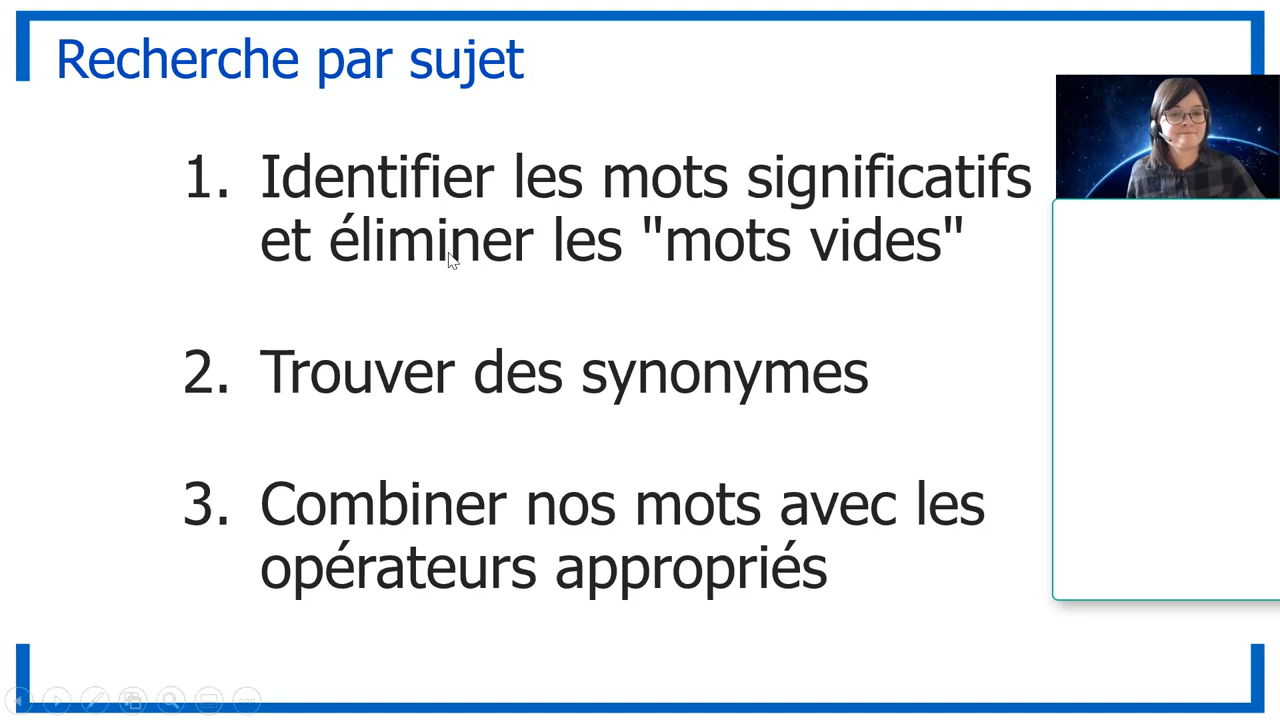 Recherche par sujet
1. Identifier les mots significatifs
et éliminer les "mots vides"
2. Trouver des synonymes
3. Combiner nos mots avec les
opérateurs appropriés